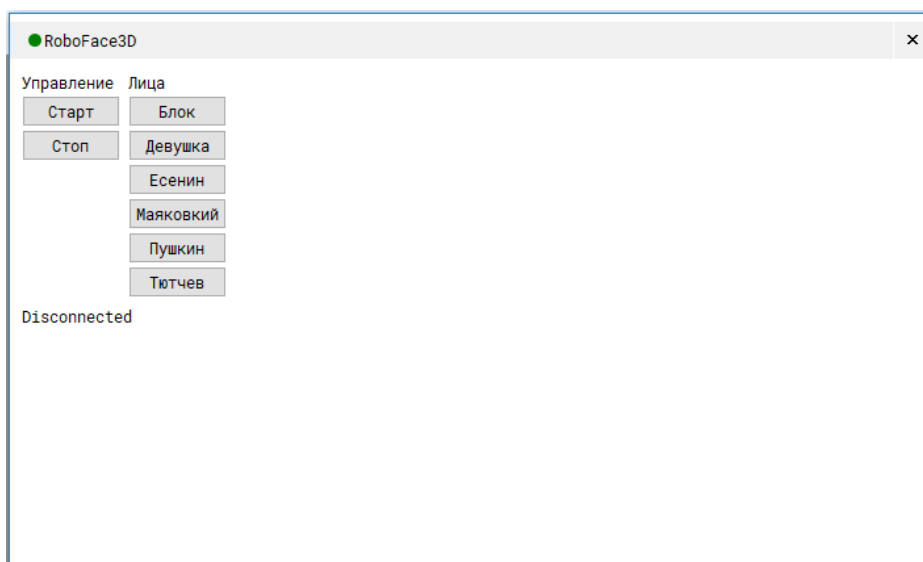 RoboFace3D
Управление Лица
Старт Блок
Стоп Девушка
Есенин
Маяковкий
Пушкин
Тютчев
Disconnected